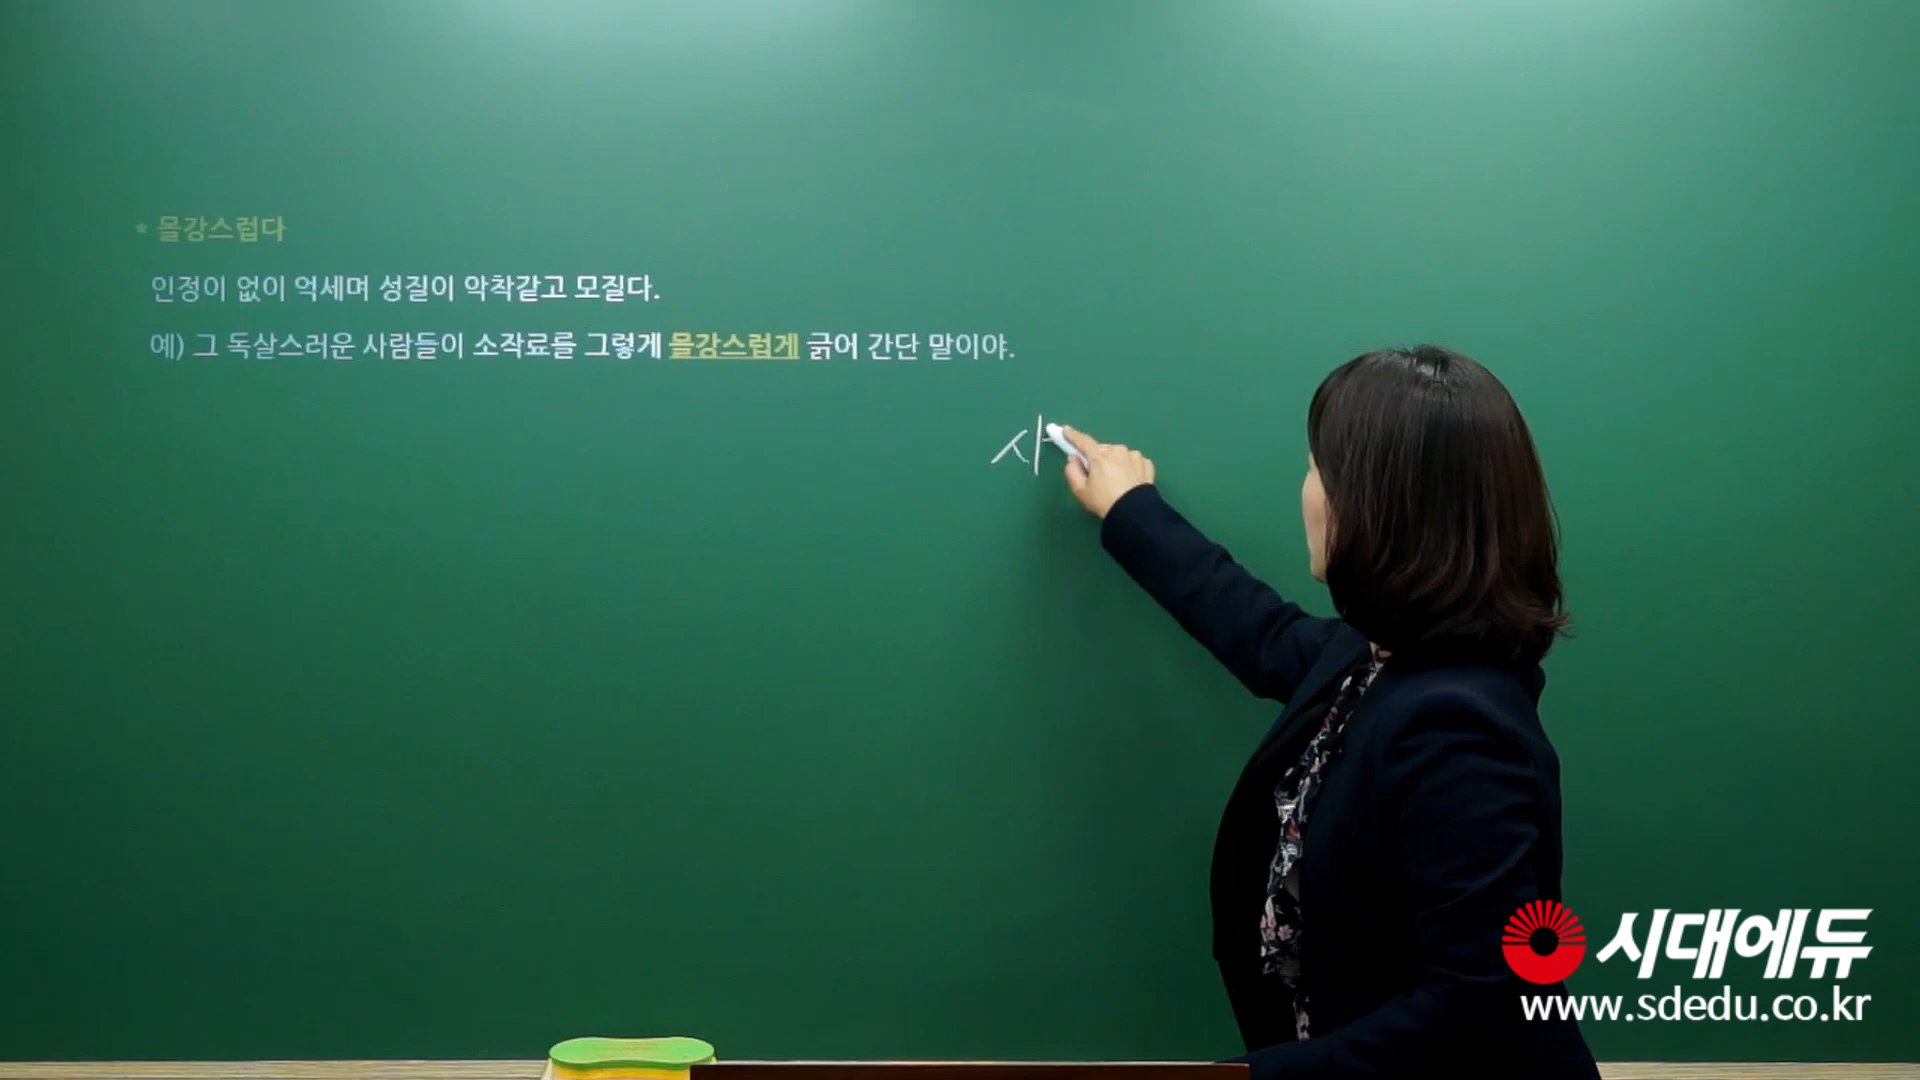 * 몰강스럽다
인정이 없이 억세며 성질이 악착같고 모질다.
예) 그 독살스러운 사람들이 소작료를 그렇게 몰강스럽게 긁어 간단 말이야.
사
시대에듀
www.sdedu.co.kr